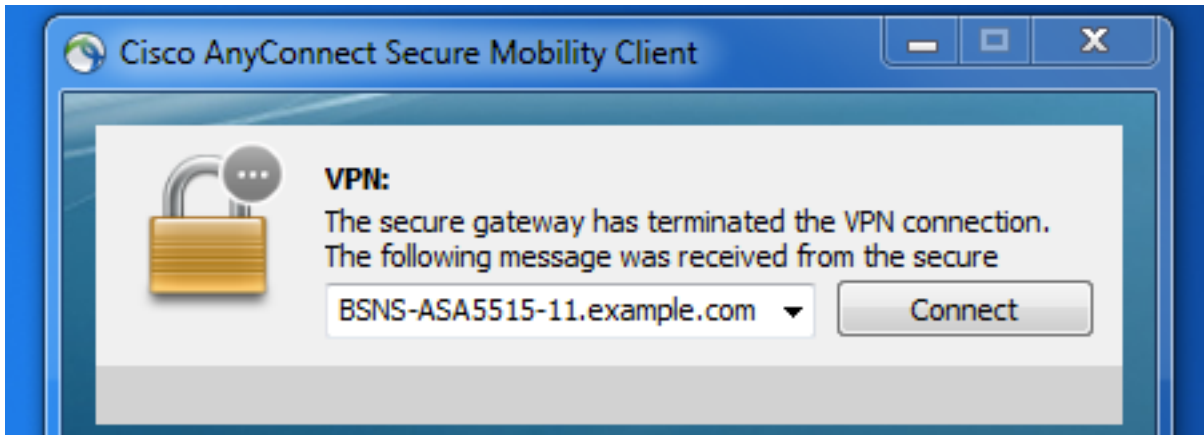 Cisco AnyConnect Secure Mobility Client
VPN:
The secure gateway has terminated the VPN connection.
The following message was received from the secure
BSNS-ASA5515-11.example.com
Connect